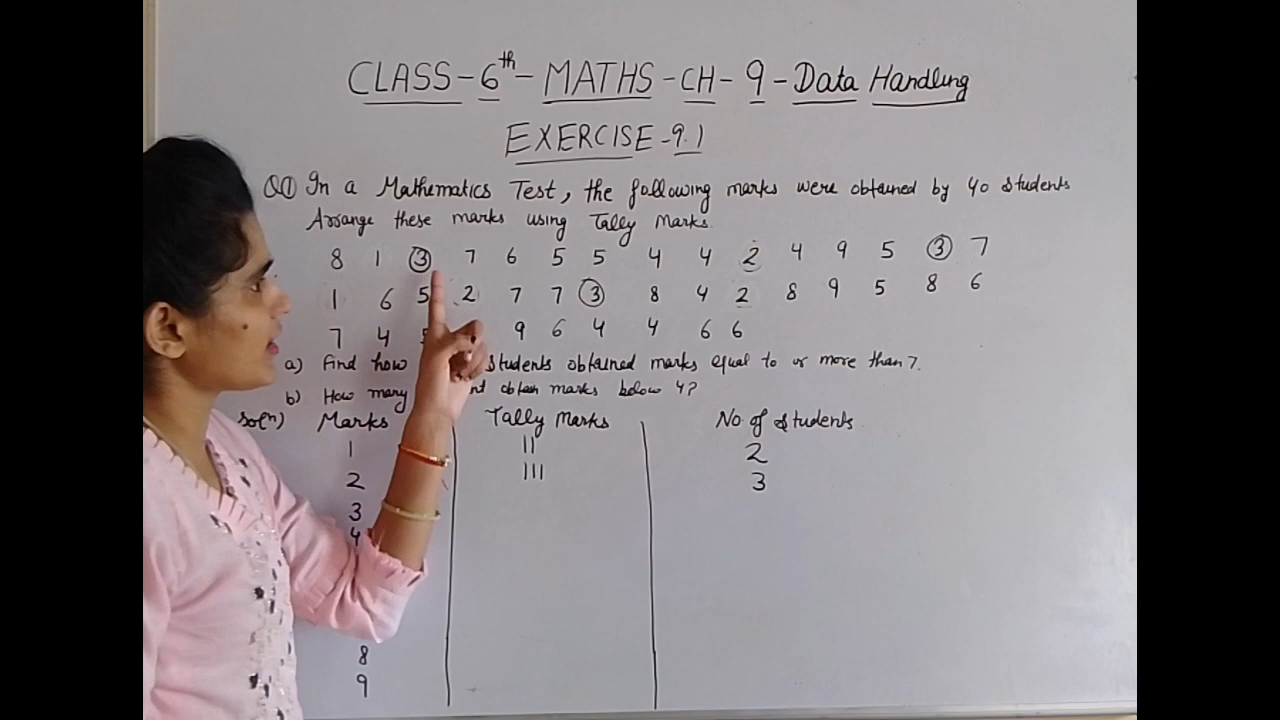 CLASS-6th-MATHS-CH-9-Data Handling
EXERCISE-9.1
Q1) In a Mathematics Test, the following marks were obtained by 40 students
Arrange these marks using Tally Marks.
8 1 3 7 6 5 5 4 4 2 4 9 5 3 7
1 6 5 2 7 7 3 8 4 2 8 9 5 8 6
7 4 9 6 4 4 6 6
a) Find how students obtained marks equal to or more than 7.
b) How many obtain marks below 4?
Sol(n) Marks Tally Marks No of students
1 || 2
2 ||| 3
3
4
8
9